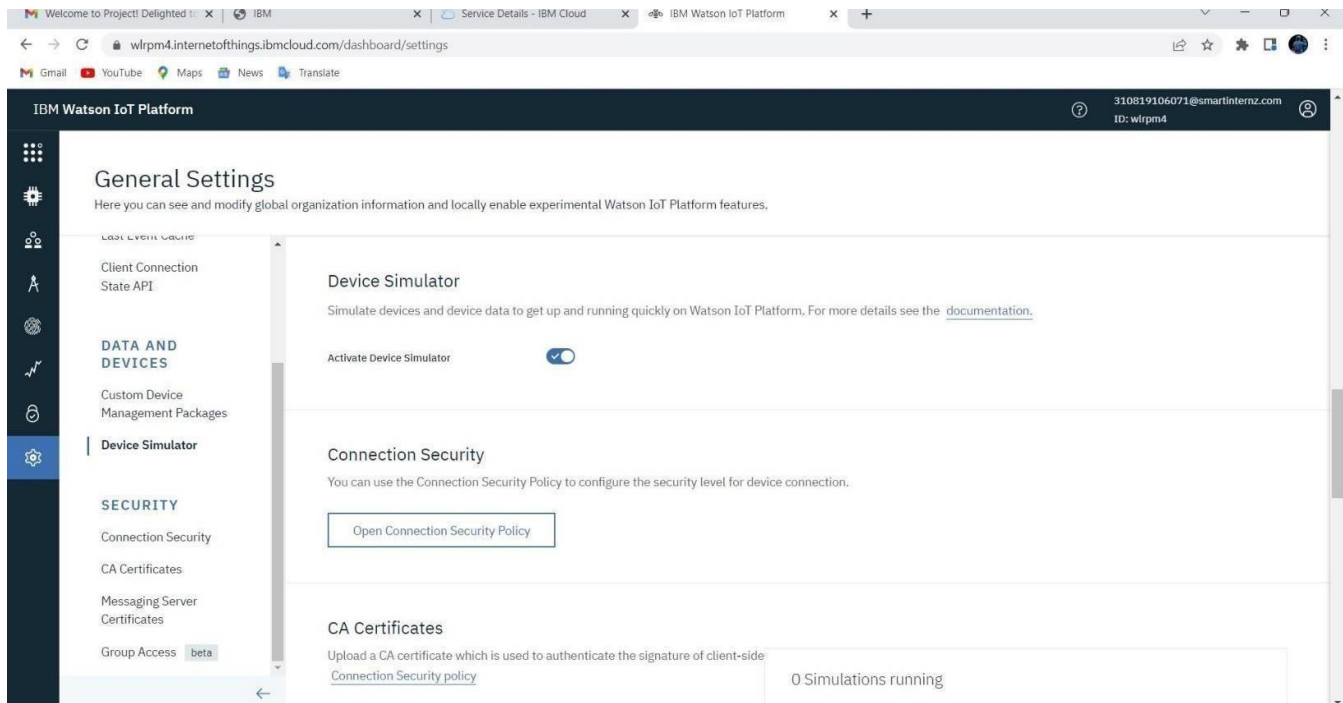 Welcome to Project! Delighted t
IBM
Service Details - IBM Cloud
IBM Watson IoT Platform
wlrpm4.internetofthings.ibmcloud.com/dashboard/settings
Gmail
YouTube
Maps
News
Translate
IBM Watson IoT Platform
310819106071@smartinternz.com
ID: wlrpm4
General Settings
Here you can see and modify global organization information and locally enable experimental Watson IoT Platform features.
Last Event Cache
Client Connection
State API
DATA AND
DEVICES
Custom Device
Management Packages
Device Simulator
SECURITY
Connection Security
CA Certificates
Messaging Server
Certificates
Group Access beta
Device Simulator
Simulate devices and device data to get up and running quickly on Watson IoT Platform. For more details see the documentation.
Activate Device Simulator
Connection Security
You can use the Connection Security Policy to configure the security level for device connection.
Open Connection Security Policy
CA Certificates
Upload a CA certificate which is used to authenticate the signature of client-side
Connection Security policy
0 Simulations running